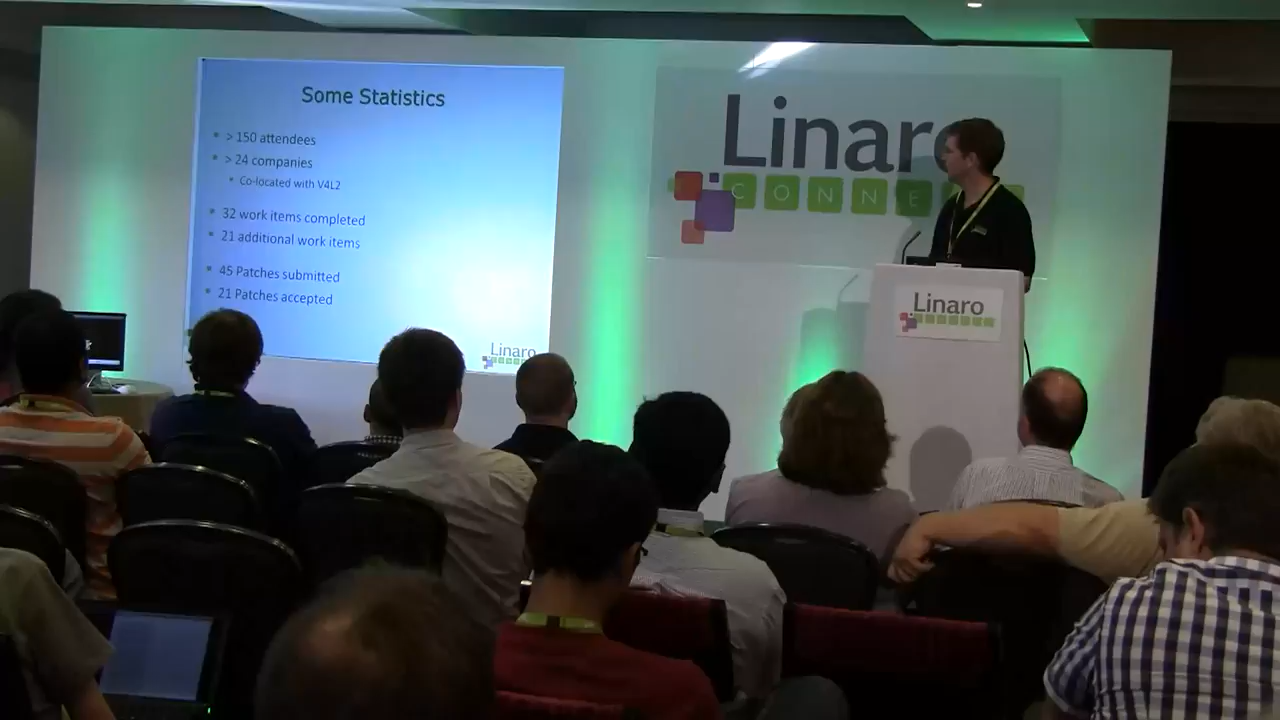 Some Statistics
> 150 attendees
> 24 companies
Co-located with V4L2
32 work items completed
21 additional work items
45 Patches submitted
21 Patches accepted
Linaro
Linaro
CONNE
Linaro